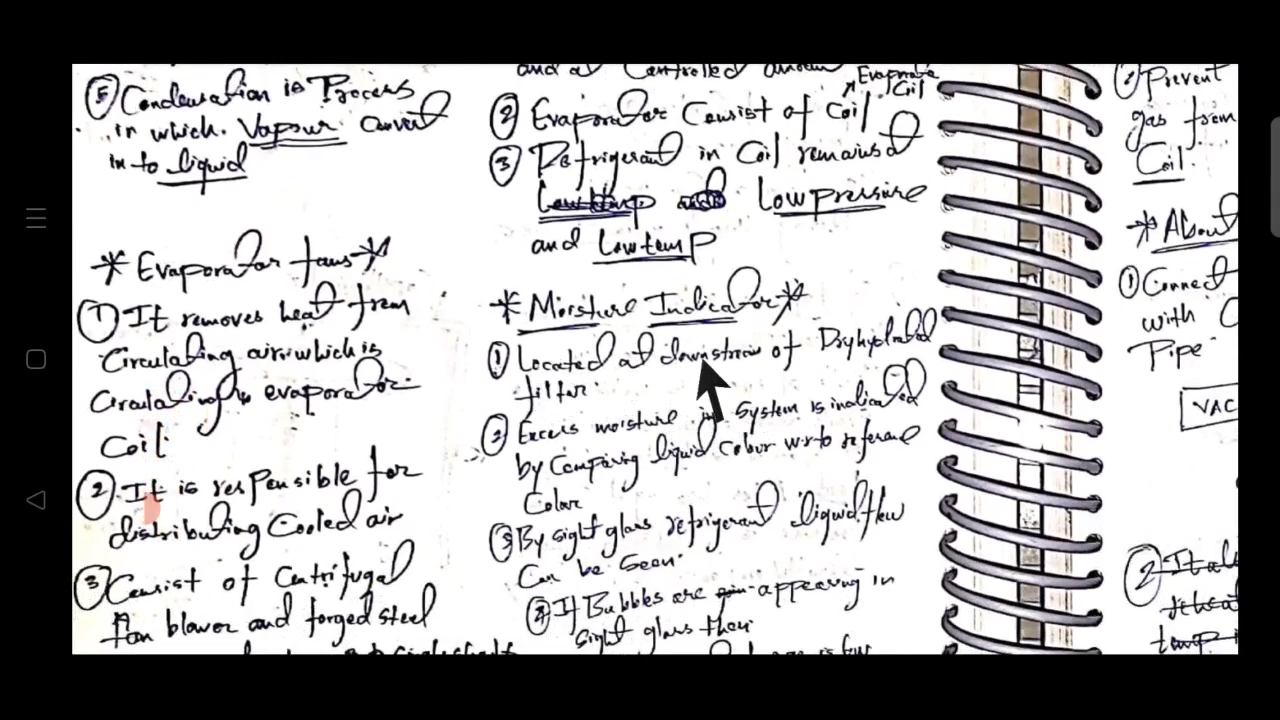 ⑤ Condensation is Process
in which Vapour convert
in to liquid
* Evaporator fans *
① It removes heat from
Circulating air which is
Circulating evaporator
Coil
② It is responsible for
distributing Cooled air
③ Consist of Centrifugal
Fan blower and forged steel
and at Controlled
Evaporate
Coil
② Evaporator Consist of Coil
③ Refrigerant in Coil remains at
Low pressure
and Low temp
* Moisture Indicator *
① Located at downstream of Dryhydrated
filter
② Excess moisture in System is indicated
by Comparing liquid Colour w.r.to reference
Colour
③ By sight glass refrigerant liquid flow
Can be Seen
④ If Bubbles are appearing in
sight glass then
② Prevent
gas from
Coil
* About
① Connect
with
Pipe
VAC
②